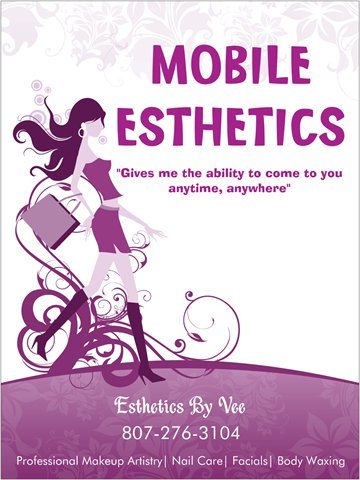 MOBILE
ESTHETICS
"Gives me the ability to come to you
anytime, anywhere"
Esthetics By Vee
807-276-3104
Professional Makeup Artistry| Nail Care| Facials| Body Waxing